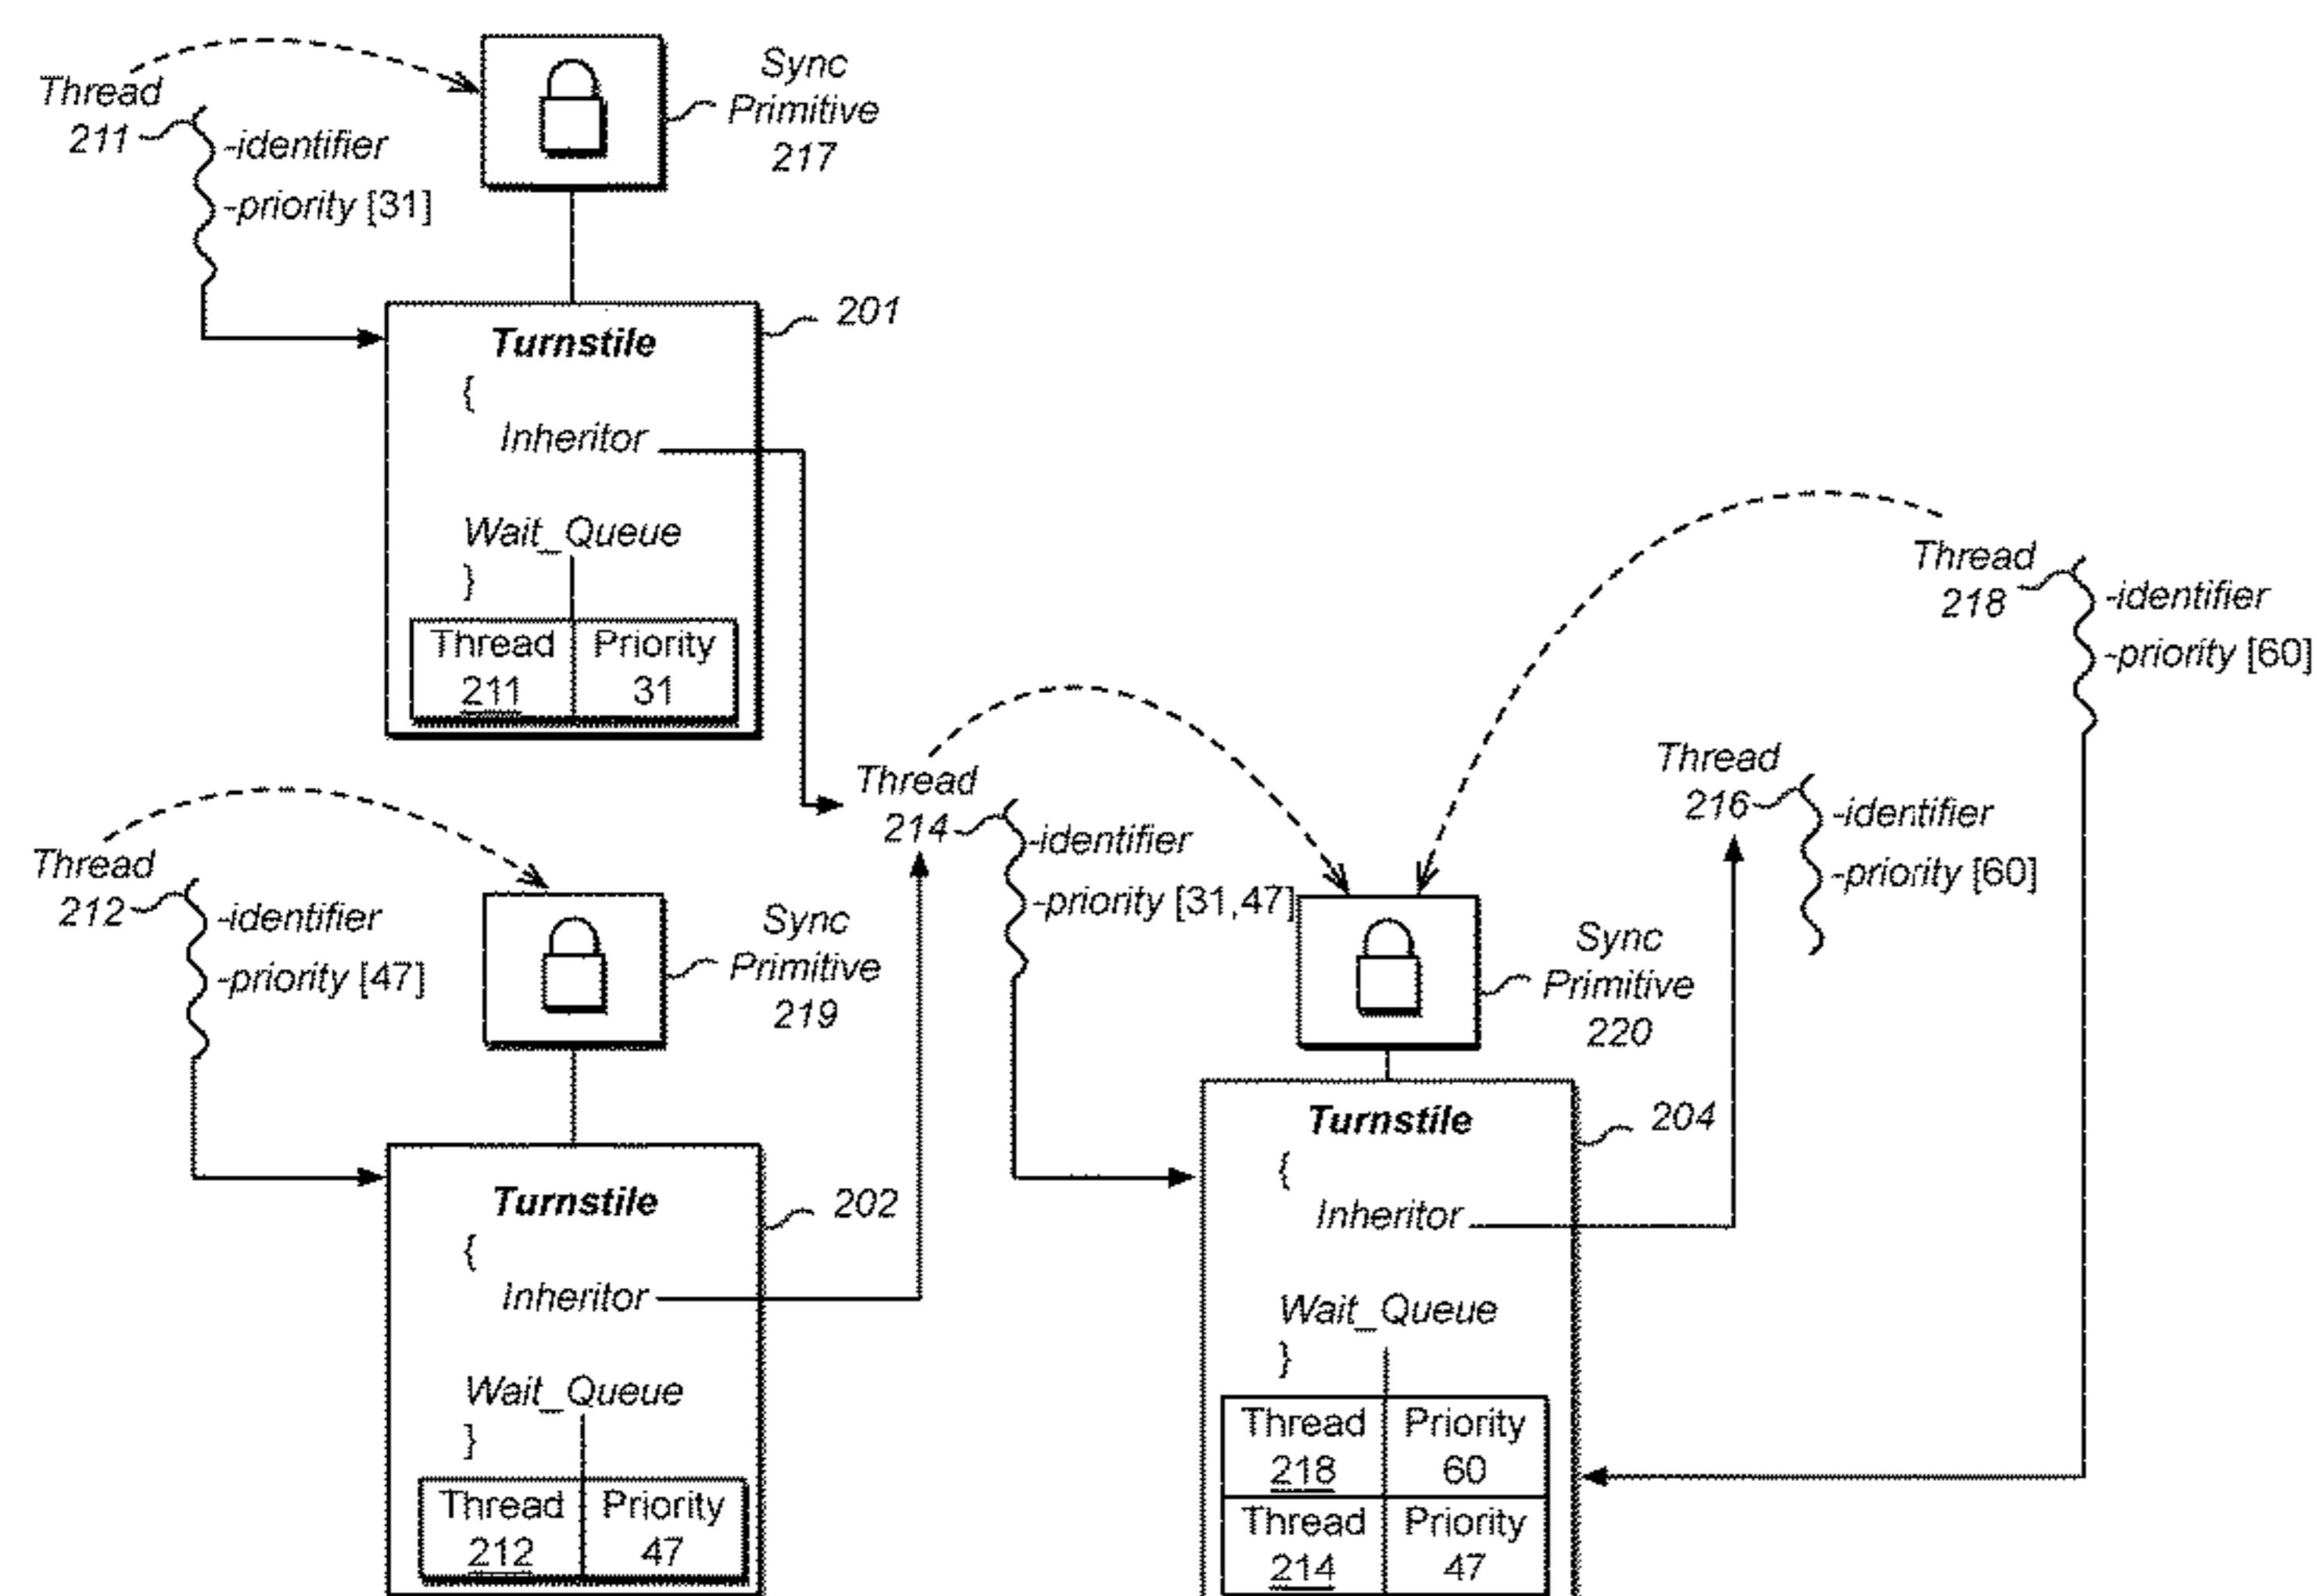 Thread
211
-identifier
-priority [31]
Sync
Primitive
217
201
Turnstile
{
Inheritor
Wait_Queue
}
Thread
211
Priority
31
Thread
212
-identifier
-priority [47]
Sync
Primitive
219
202
Turnstile
{
Inheritor
Wait_Queue
}
Thread
212
Priority
47
Thread
214
-identifier
-priority [31,47]
Sync
Primitive
220
204
Turnstile
{
Inheritor
Wait_Queue
}
Thread
218
Priority
60
Thread
214
Priority
47
Thread
216
-identifier
-priority [60]
Thread
218
-identifier
-priority [60]